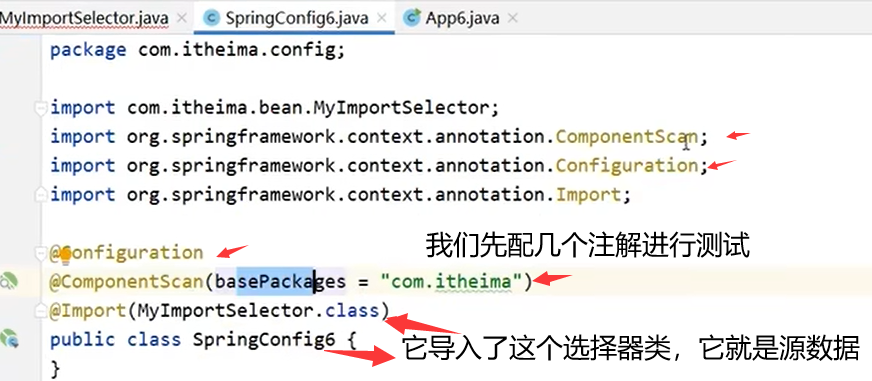 MyImportSelector.java SpringConfig6.java App6.java
package com.itheima.config;
import com.itheima.bean.MyImportSelector;
import org.springframework.context.annotation.ComponentScan;
import org.springframework.context.annotation.Configuration;
import org.springframework.context.annotation.Import;
@Configuration
我们先配几个注解进行测试
@ComponentScan(basePackages = "com.itheima")
@Import(MyImportSelector.class)
public class SpringConfig6 {
它导入了这个选择器类，它就是源数据
}